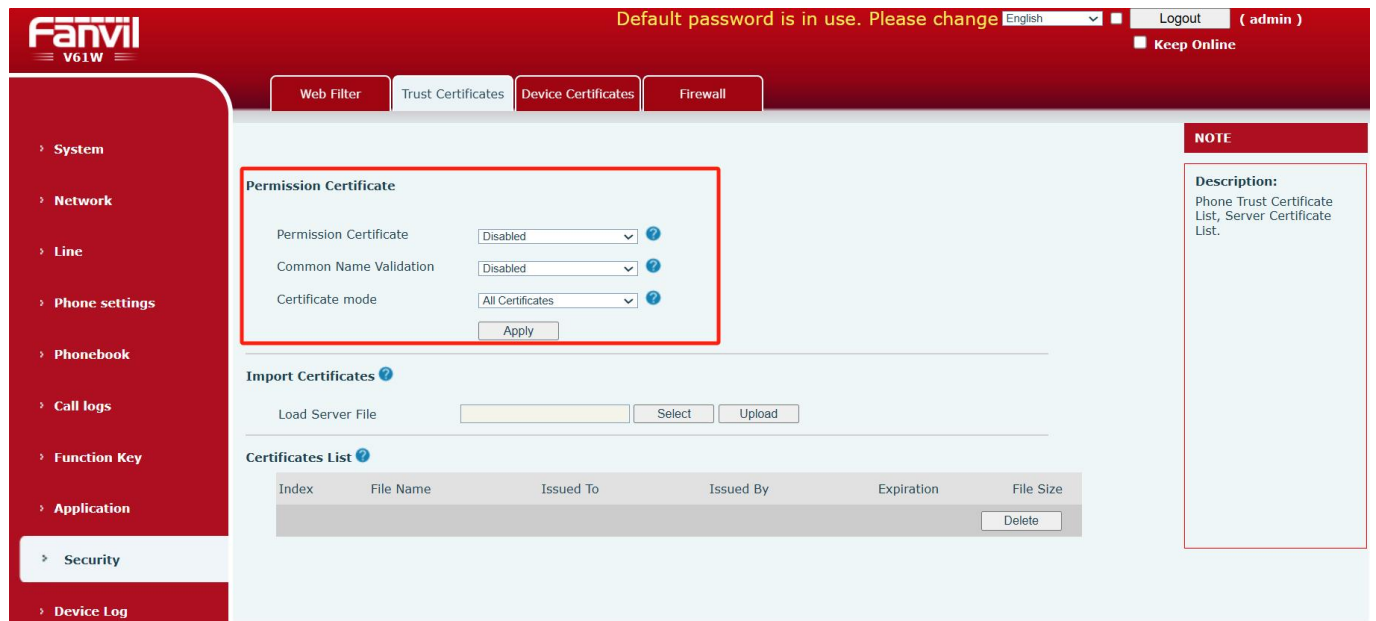 Fanvil
V61W
Default password is in use. Please change
English
Logout
( admin )
Keep Online
Web Filter
Trust Certificates
Device Certificates
Firewall
System
Network
Line
Phone settings
Phonebook
Call logs
Function Key
Application
Security
Device Log
Permission Certificate
Permission Certificate
Disabled
Common Name Validation
Disabled
Certificate mode
All Certificates
Apply
Import Certificates
Load Server File
Select
Upload
Certificates List
Index File Name Issued To Issued By Expiration File Size
Delete
NOTE
Description:
Phone Trust Certificate
List, Server Certificate
List.